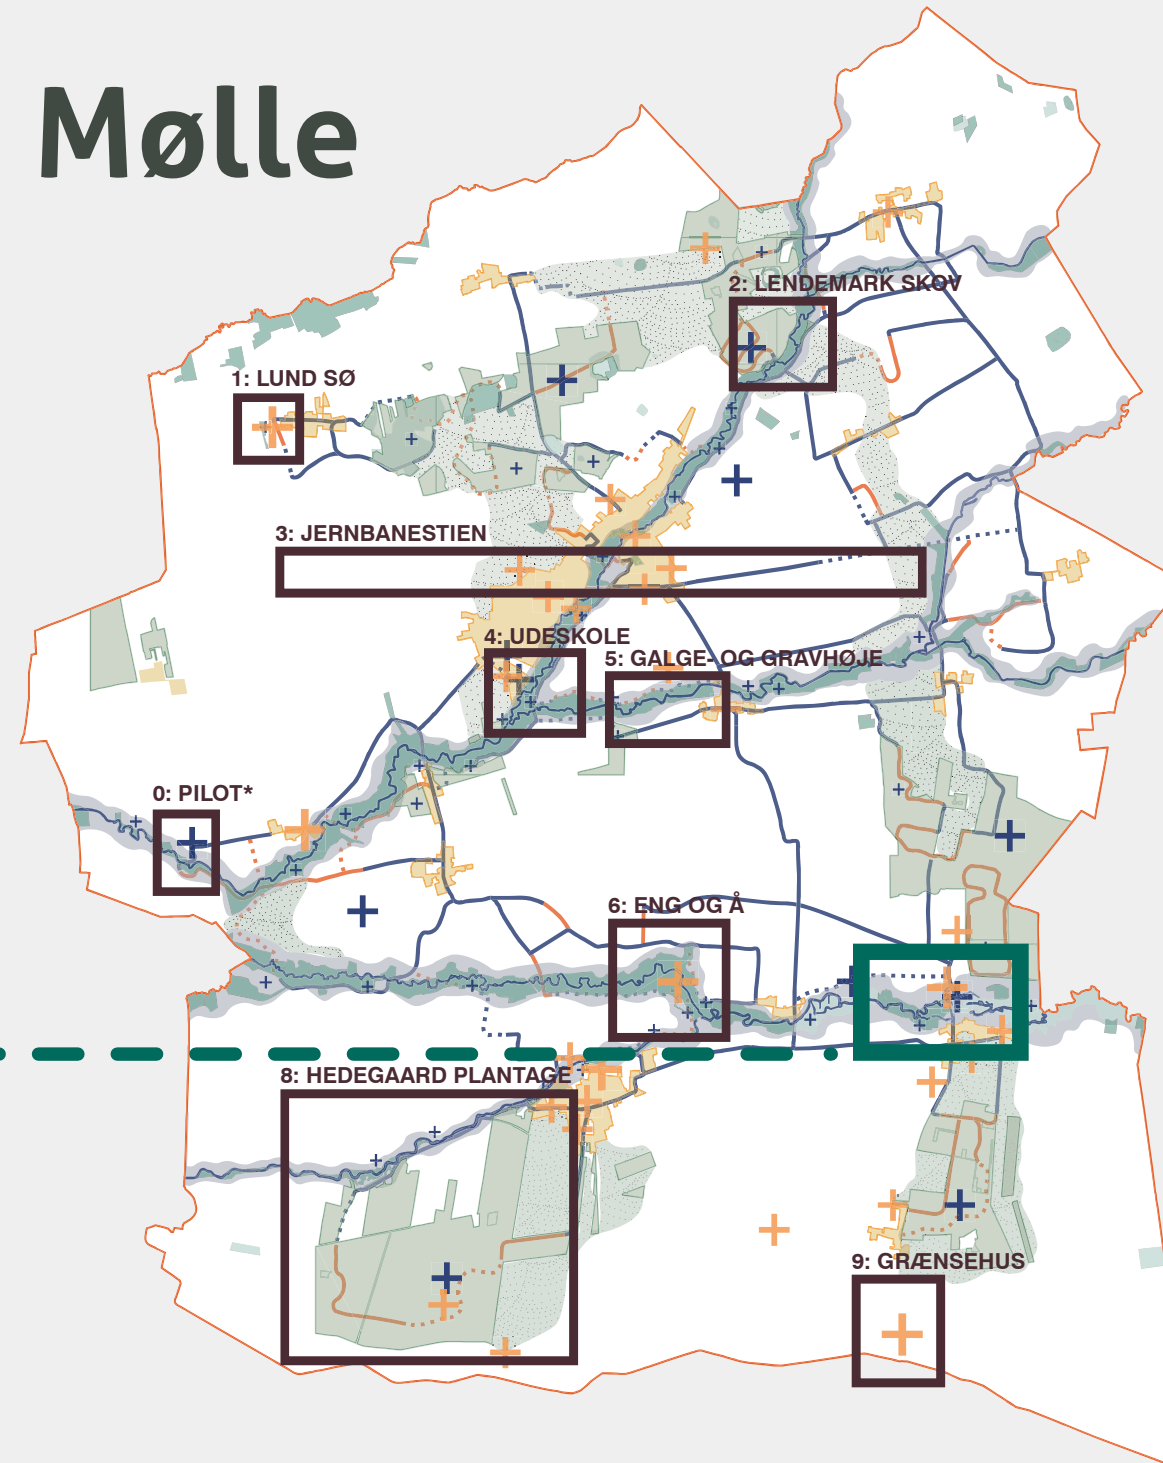 Mølle
2: LENDEMARK SKOV
1: LUND SØ
3: JERNBANESTIEN
4: UDESKOLE
5: GALGE- OG GRAVHØJE
0: PILOT*
6: ENG OG Å
8: HEDEGAARD PLANTAGE
9: GRÆNSEHUS